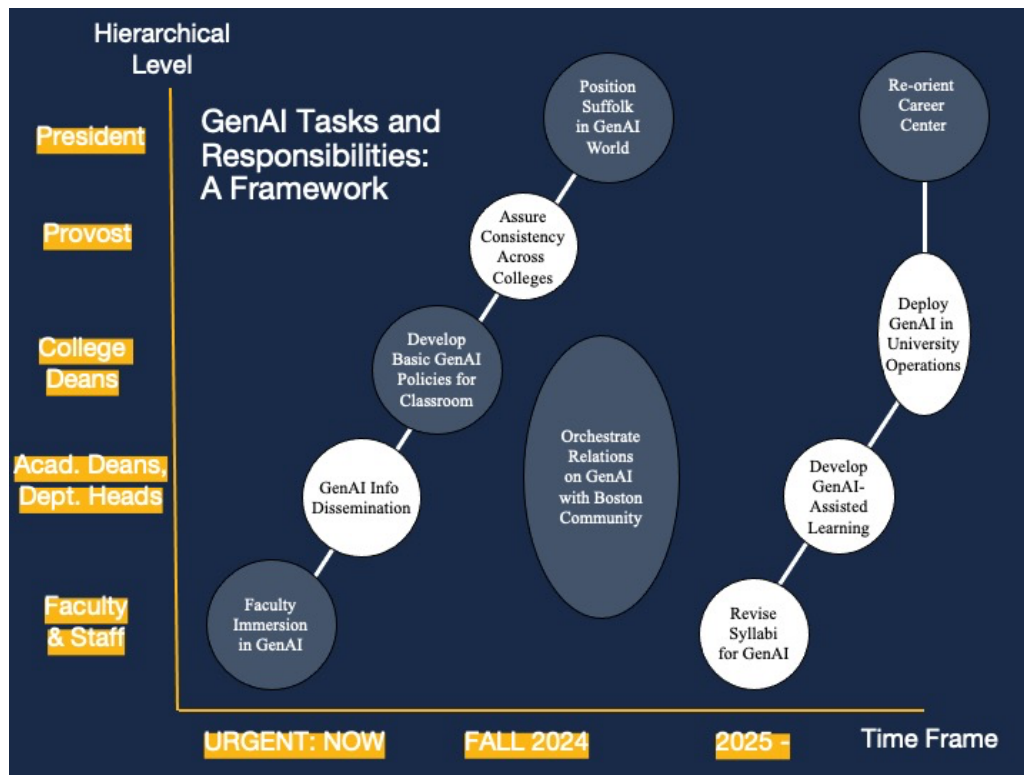 Hierarchical
Level
GenAI Tasks and
Responsibilities:
A Framework
President
Provost
College
Deans
Acad. Deans,
Dept. Heads
Faculty
& Staff
Position
Suffolk
in GenAI
World
Re-orient
Career
Center
Assure
Consistency
Across
Colleges
Develop
Basic GenAI
Policies for
Classroom
Deploy
GenAI in
University
Operations
GenAI Info
Dissemination
Orchestrate
Relations
on GenAI
with Boston
Community
Develop
GenAI-
Assisted
Learning
Faculty
Immersion
in GenAI
Revise
Syllabi
for GenAI
URGENT: NOW
FALL 2024
2025 -
Time Frame